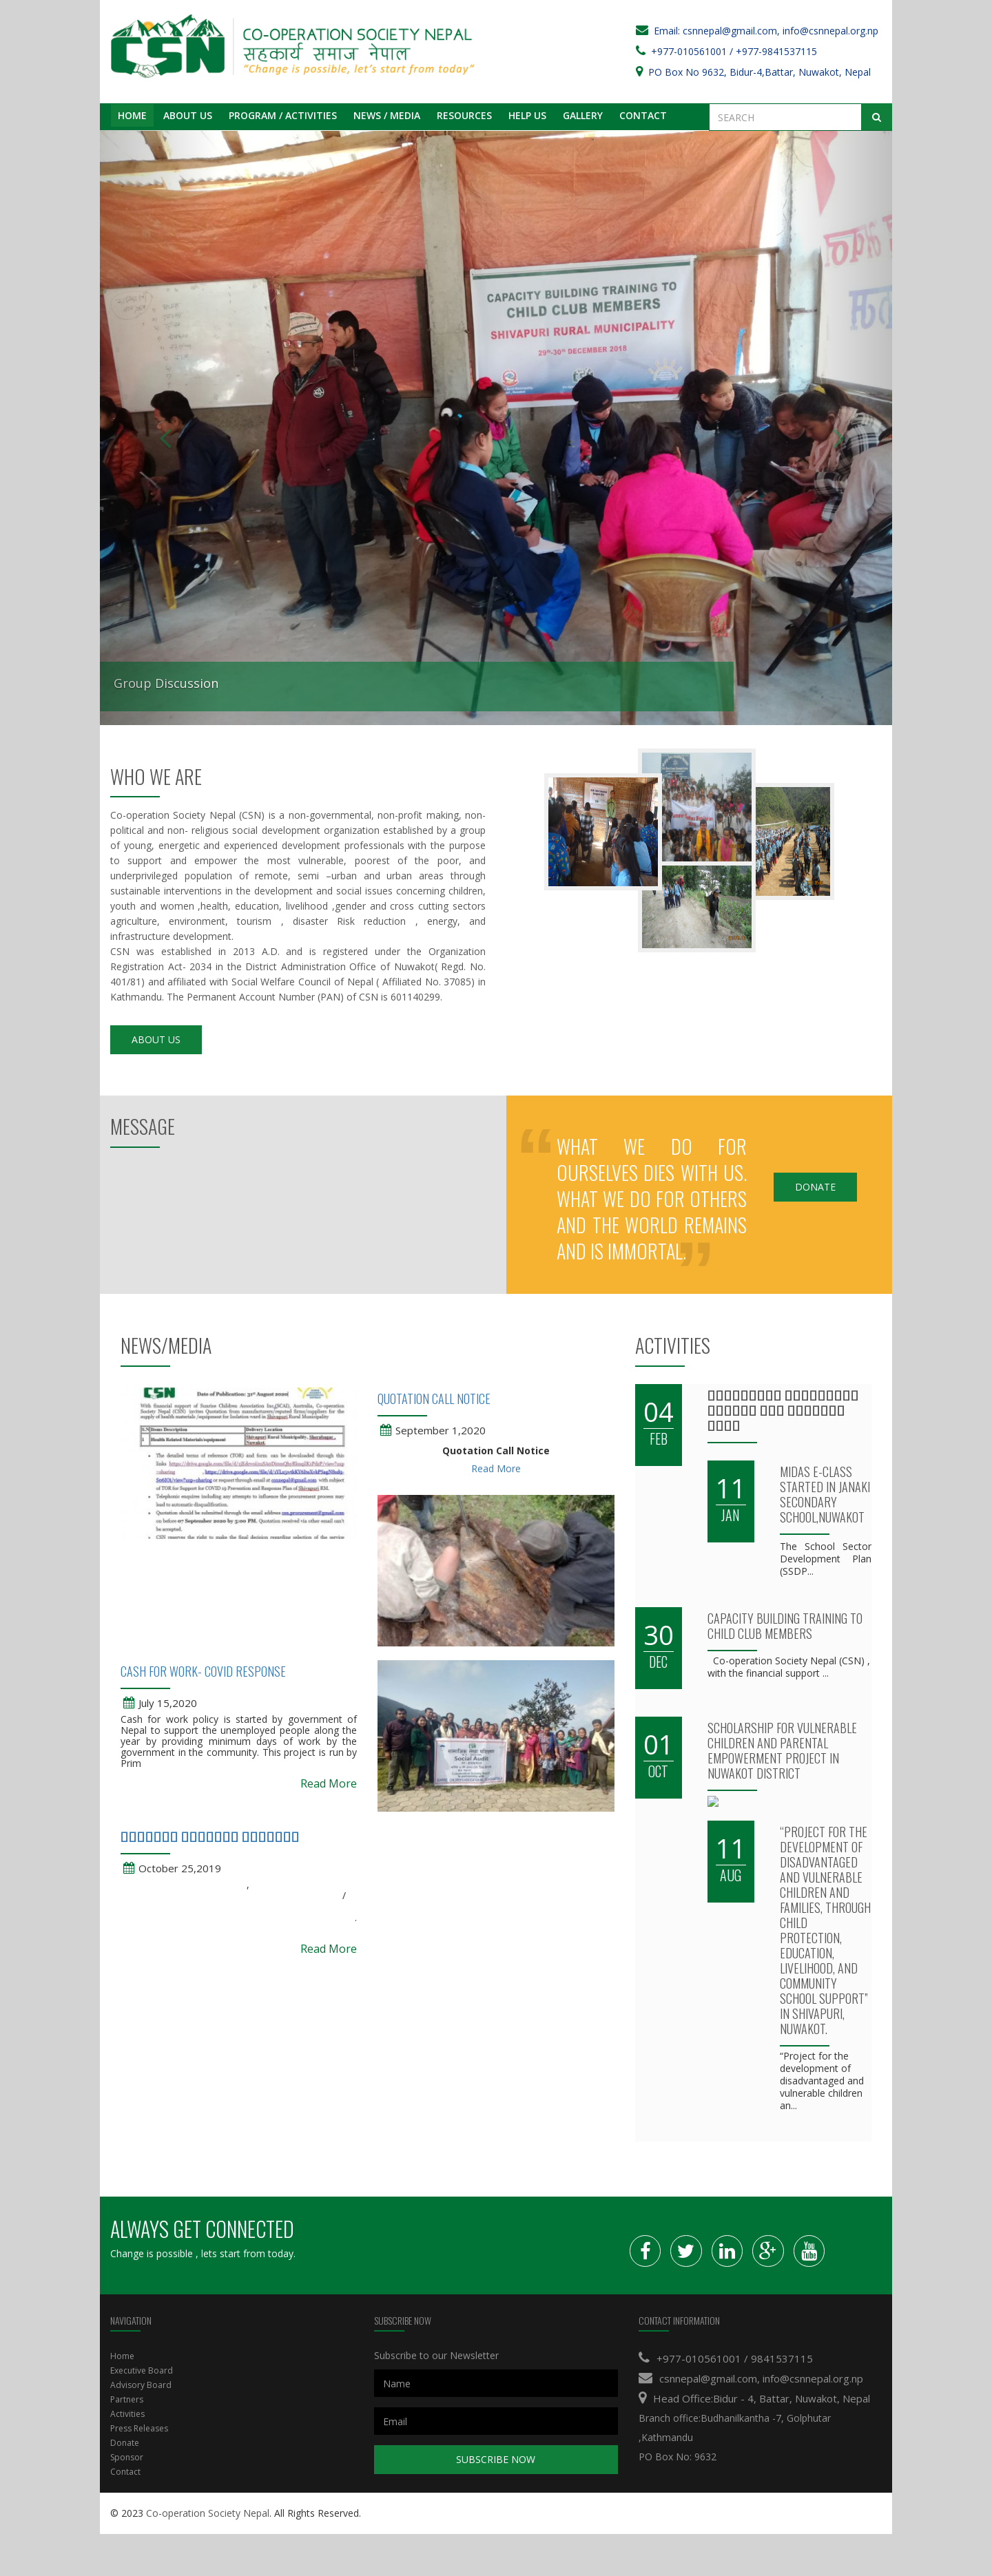 CSN
CO-OPERATION SOCIETY NEPAL
सहकार्य समाज नेपाल
“Change is possible, let’s start from today”
Email: csnnepal@gmail.com, info@csnnepal.org.np
+977-010561001 / +977-9841537115
PO Box No 9632, Bidur-4,Battar, Nuwakot, Nepal
HOME ABOUT US PROGRAM / ACTIVITIES NEWS / MEDIA RESOURCES HELP US GALLERY CONTACT
SEARCH
CAPACITY BUILDING TRAINING TO
CHILD CLUB MEMBERS
SHIVAPURI RURAL MUNICIPALITY
29th-30th DECEMBER 2018
Group Discussion
WHO WE ARE
Co-operation Society Nepal (CSN) is a non-governmental, non-profit making, non-
political and non- religious social development organization established by a group
of young, energetic and experienced development professionals with the purpose
to support and empower the most vulnerable, poorest of the poor, and
underprivileged population of remote, semi –urban and urban areas through
sustainable interventions in the development and social issues concerning children,
youth and women ,health, education, livelihood ,gender and cross cutting sectors
agriculture, environment, tourism , disaster Risk reduction , energy, and
infrastructure development.
CSN was established in 2013 A.D. and is registered under the Organization
Registration Act- 2034 in the District Administration Office of Nuwakot( Regd. No.
401/81) and affiliated with Social Welfare Council of Nepal ( Affiliated No. 37085) in
Kathmandu. The Permanent Account Number (PAN) of CSN is 601140299.
ABOUT US
MESSAGE
“ WHAT WE DO FOR
OURSELVES DIES WITH US.
WHAT WE DO FOR OTHERS
AND THE WORLD REMAINS
AND IS IMMORTAL. ”
DONATE
NEWS/MEDIA
CSN
Date of Publication: 31st August 2020
QUOTATION CALL NOTICE
September 1,2020
Quotation Call Notice
Read More
CASH FOR WORK- COVID RESPONSE
July 15,2020
Cash for work policy is started by government of
Nepal to support the unemployed people along the
year by providing minimum days of work by the
government in the community. This project is run by
Prim
Read More
Social Audit
October 25,2019
,
/
.
Read More
ACTIVITIES
04
FEB
11
JAN
MIDAS E-CLASS
STARTED IN JANAKI
SECONDARY
SCHOOL,NUWAKOT
The School Sector
Development Plan
(SSDP...
30
DEC
CAPACITY BUILDING TRAINING TO
CHILD CLUB MEMBERS
Co-operation Society Nepal (CSN) ,
with the financial support ...
01
OCT
SCHOLARSHIP FOR VULNERABLE
CHILDREN AND PARENTAL
EMPOWERMENT PROJECT IN
NUWAKOT DISTRICT
11
AUG
“PROJECT FOR THE
DEVELOPMENT OF
DISADVANTAGED
AND VULNERABLE
CHILDREN AND
FAMILIES, THROUGH
CHILD
PROTECTION,
EDUCATION,
LIVELIHOOD, AND
COMMUNITY
SCHOOL SUPPORT”
IN SHIVAPURI,
NUWAKOT.
“Project for the
development of
disadvantaged and
vulnerable children
an...
ALWAYS GET CONNECTED
Change is possible , lets start from today.
NAVIGATION
Home
Executive Board
Advisory Board
Partners
Activities
Press Releases
Donate
Sponsor
Contact
SUBSCRIBE NOW
Subscribe to our Newsletter
Name
Email
SUBSCRIBE NOW
CONTACT INFORMATION
+977-010561001 / 9841537115
csnnepal@gmail.com, info@csnnepal.org.np
Head Office:Bidur - 4, Battar, Nuwakot, Nepal
Branch office:Budhanilkantha -7, Golphutar
,Kathmandu
PO Box No: 9632
© 2023 Co-operation Society Nepal. All Rights Reserved.